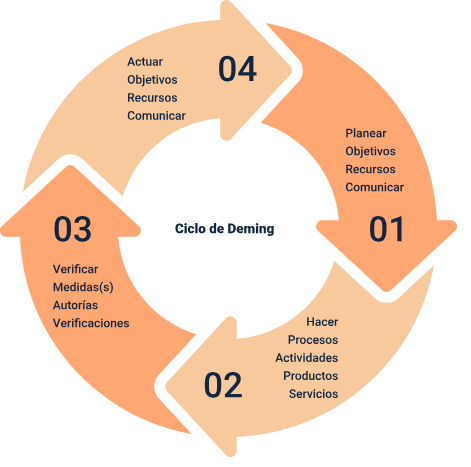 Ciclo de Deming
01
Planear
Objetivos
Recursos
Comunicar
02
Hacer
Procesos
Actividades
Productos
Servicios
03
Verificar
Medidas(s)
Autorías
Verificaciones
04
Actuar
Objetivos
Recursos
Comunicar